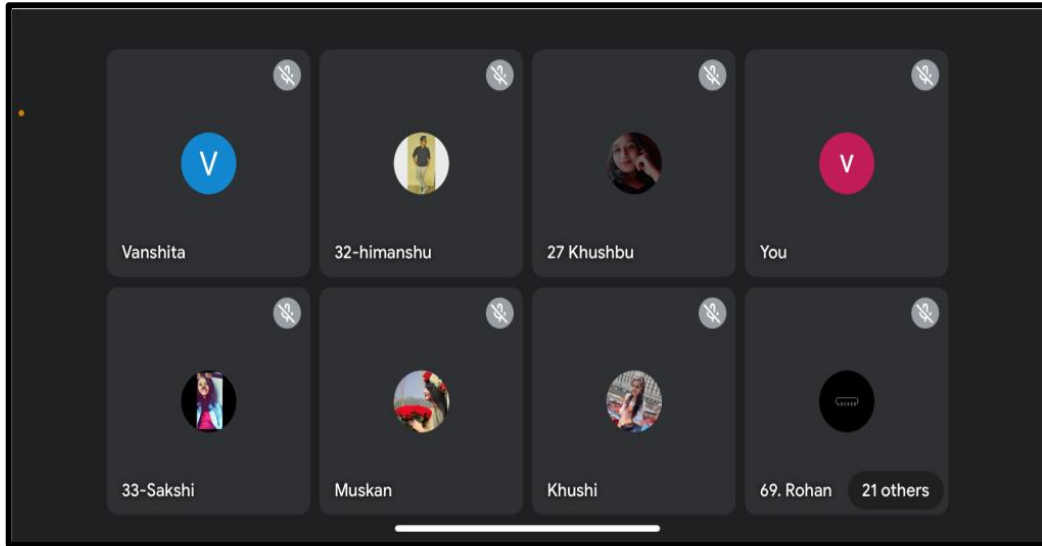 V
V
Vanshita
32-himanshu
27 Khushbu
You
33-Sakshi
Muskan
Khushi
69. Rohan
21 others